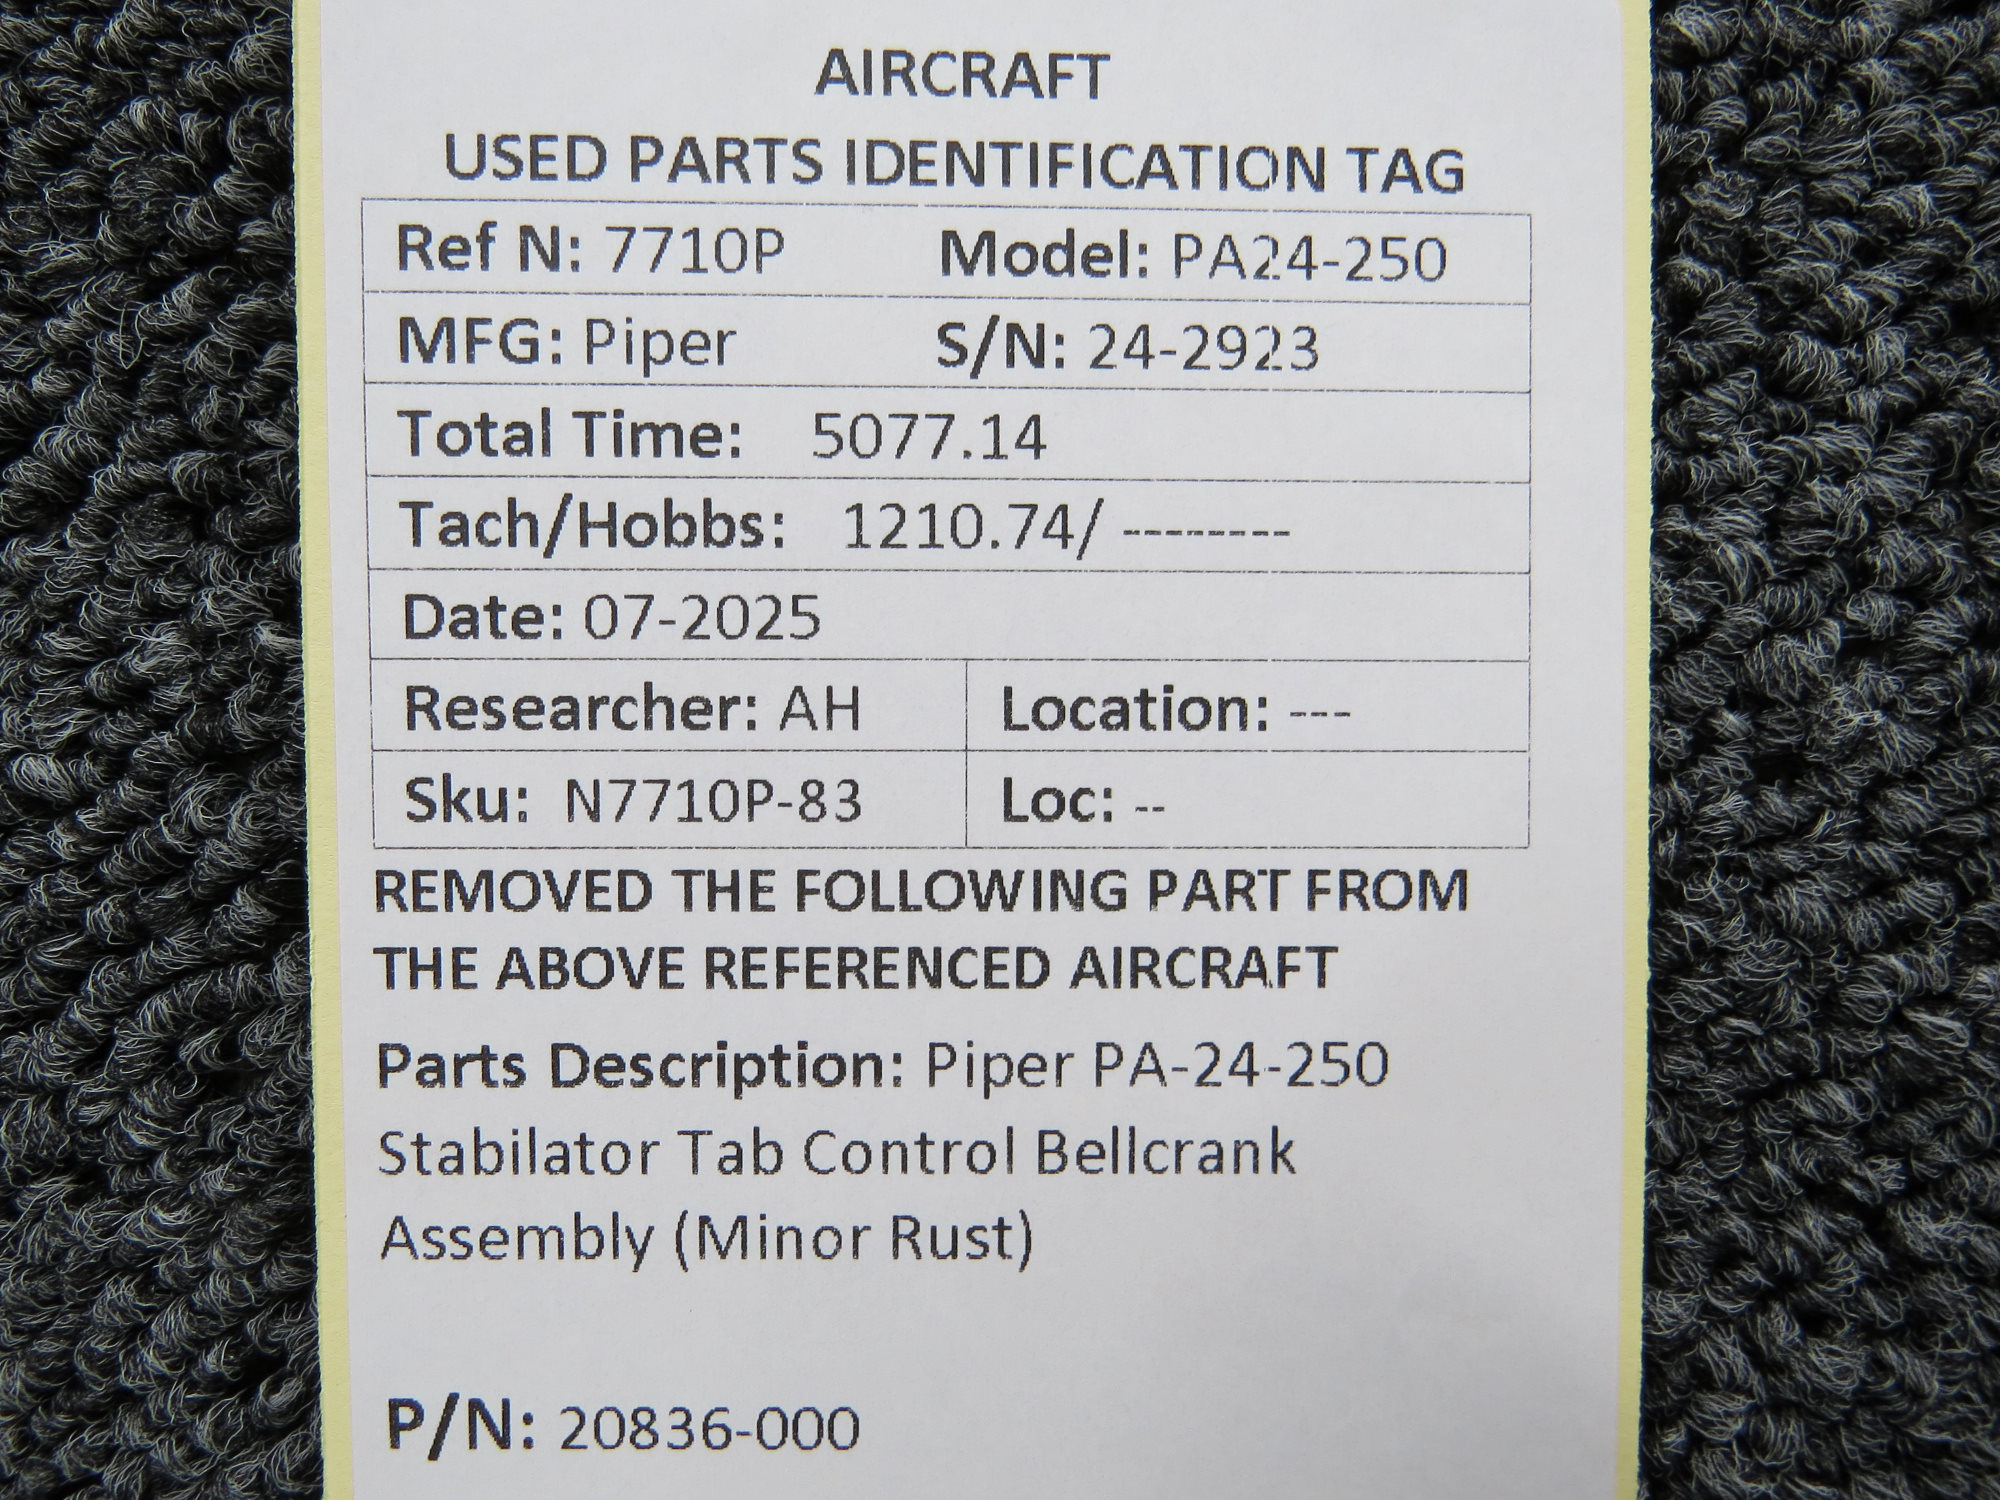 AIRCRAFT
USED PARTS IDENTIFICATION TAG
Ref N: 7710P Model: PA24-250
MFG: Piper S/N: 24-2923
Total Time: 5077.14
Tach/Hobbs: 1210.74/ --------
Date: 07-2025
Researcher: AH Location: ---
Sku: N7710P-83 Loc: --
REMOVED THE FOLLOWING PART FROM
THE ABOVE REFERENCED AIRCRAFT
Parts Description: Piper PA-24-250
Stabilator Tab Control Bellcrank
Assembly (Minor Rust)
P/N: 20836-000